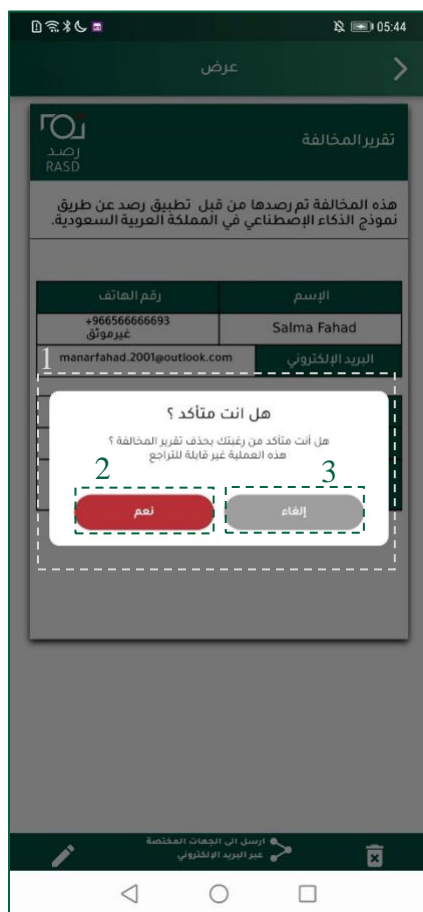 05:44
عرض
رصد
RASD
تقرير المخالفة
هذه المخالفة تم رصدها من قبل تطبيق رصد عن طريق
نموذج الذكاء الإصطناعي في المملكة العربية السعودية.
الإسم
رقم الهاتف
Salma Fahad
+966566666693
غيرموثق
البريد الإلكتروني
manarfahad.2001@outlook.com
1
هل انت متأكد ؟
هل أنت متأكد من رغبتك بحذف تقرير المخالفة ؟
هذه العملية غير قابلة للتراجع
2
3
نعم
إلغاء
ارسل الى الجهات المختصة
عبر البريد الإلكتروني